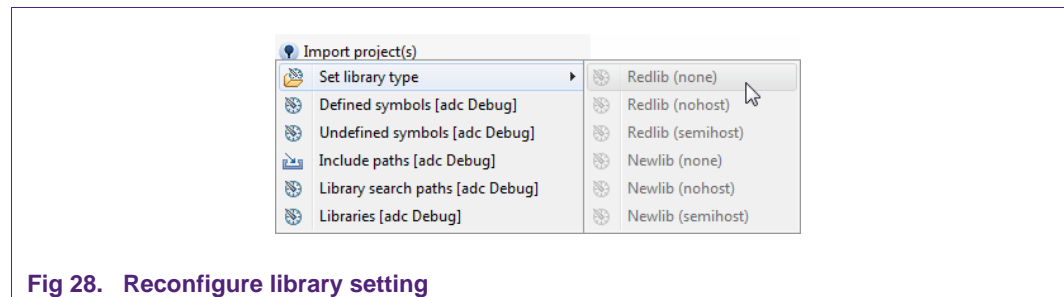 Import project(s)
Set library type
Defined symbols [adc Debug]
Undefined symbols [adc Debug]
Include paths [adc Debug]
Library search paths [adc Debug]
Libraries [adc Debug]
Redlib (none)
Redlib (nohost)
Redlib (semihost)
Newlib (none)
Newlib (nohost)
Newlib (semihost)
Fig 28. Reconfigure library setting